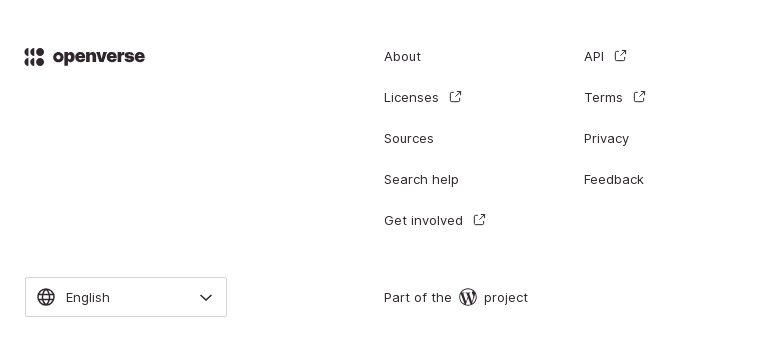 openverse
About
Licenses
Sources
Search help
Get involved
API
Terms
Privacy
Feedback
English
Part of the project